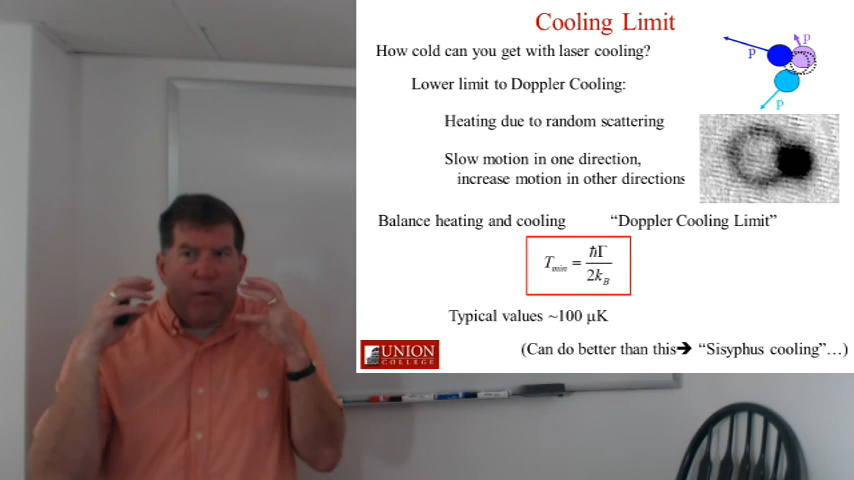 Cooling Limit
How cold can you get with laser cooling?
p
p
p
Lower limit to Doppler Cooling:
Heating due to random scattering
Slow motion in one direction,
increase motion in other directions
Balance heating and cooling "Doppler Cooling Limit"
T_min = ħΓ / 2k_B
Typical values ~100 μK
(Can do better than this➔ "Sisyphus cooling"…)
UNION
COLLEGE